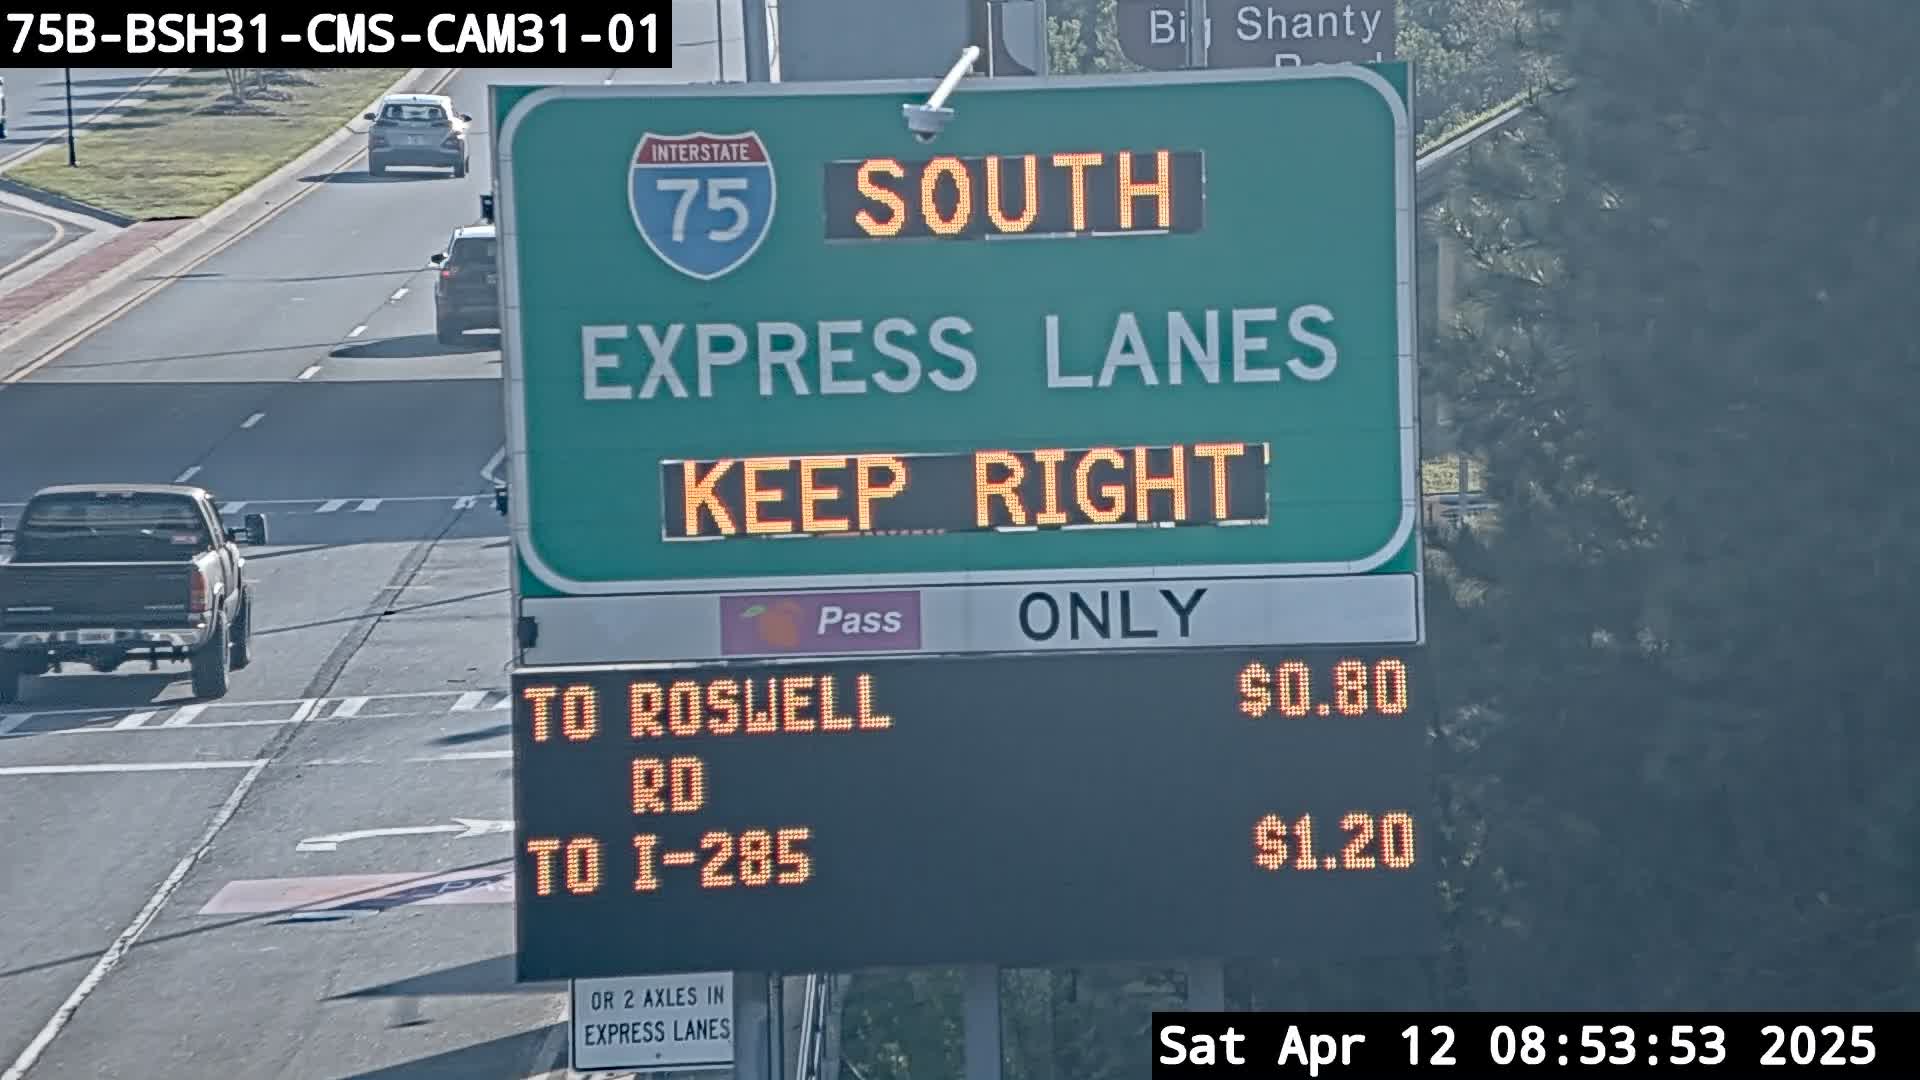 75B-BSH31-CMS-CAM31-01
Big Shanty
Road
INTERSTATE
75
SOUTH
EXPRESS LANES
KEEP RIGHT
Pass
ONLY
TO ROSWELL $0.80
RD
TO I-285 $1.20
OR 2 AXLES IN
EXPRESS LANES
Sat Apr 12 08:53:53 2025